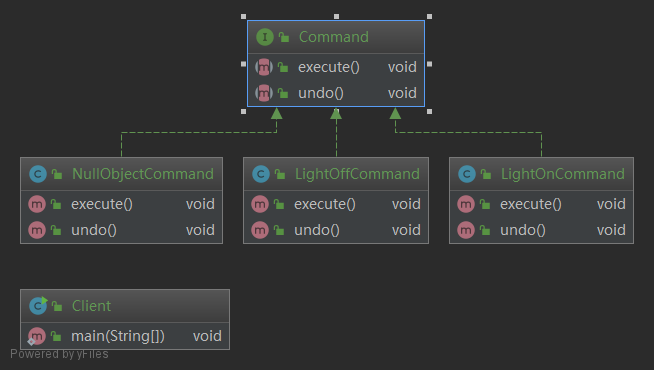 Command
execute() void
undo() void
NullObjectCommand
execute() void
undo() void
LightOffCommand
execute() void
undo() void
LightOnCommand
execute() void
undo() void
Client
main(String[]) void
Powered by yFiles